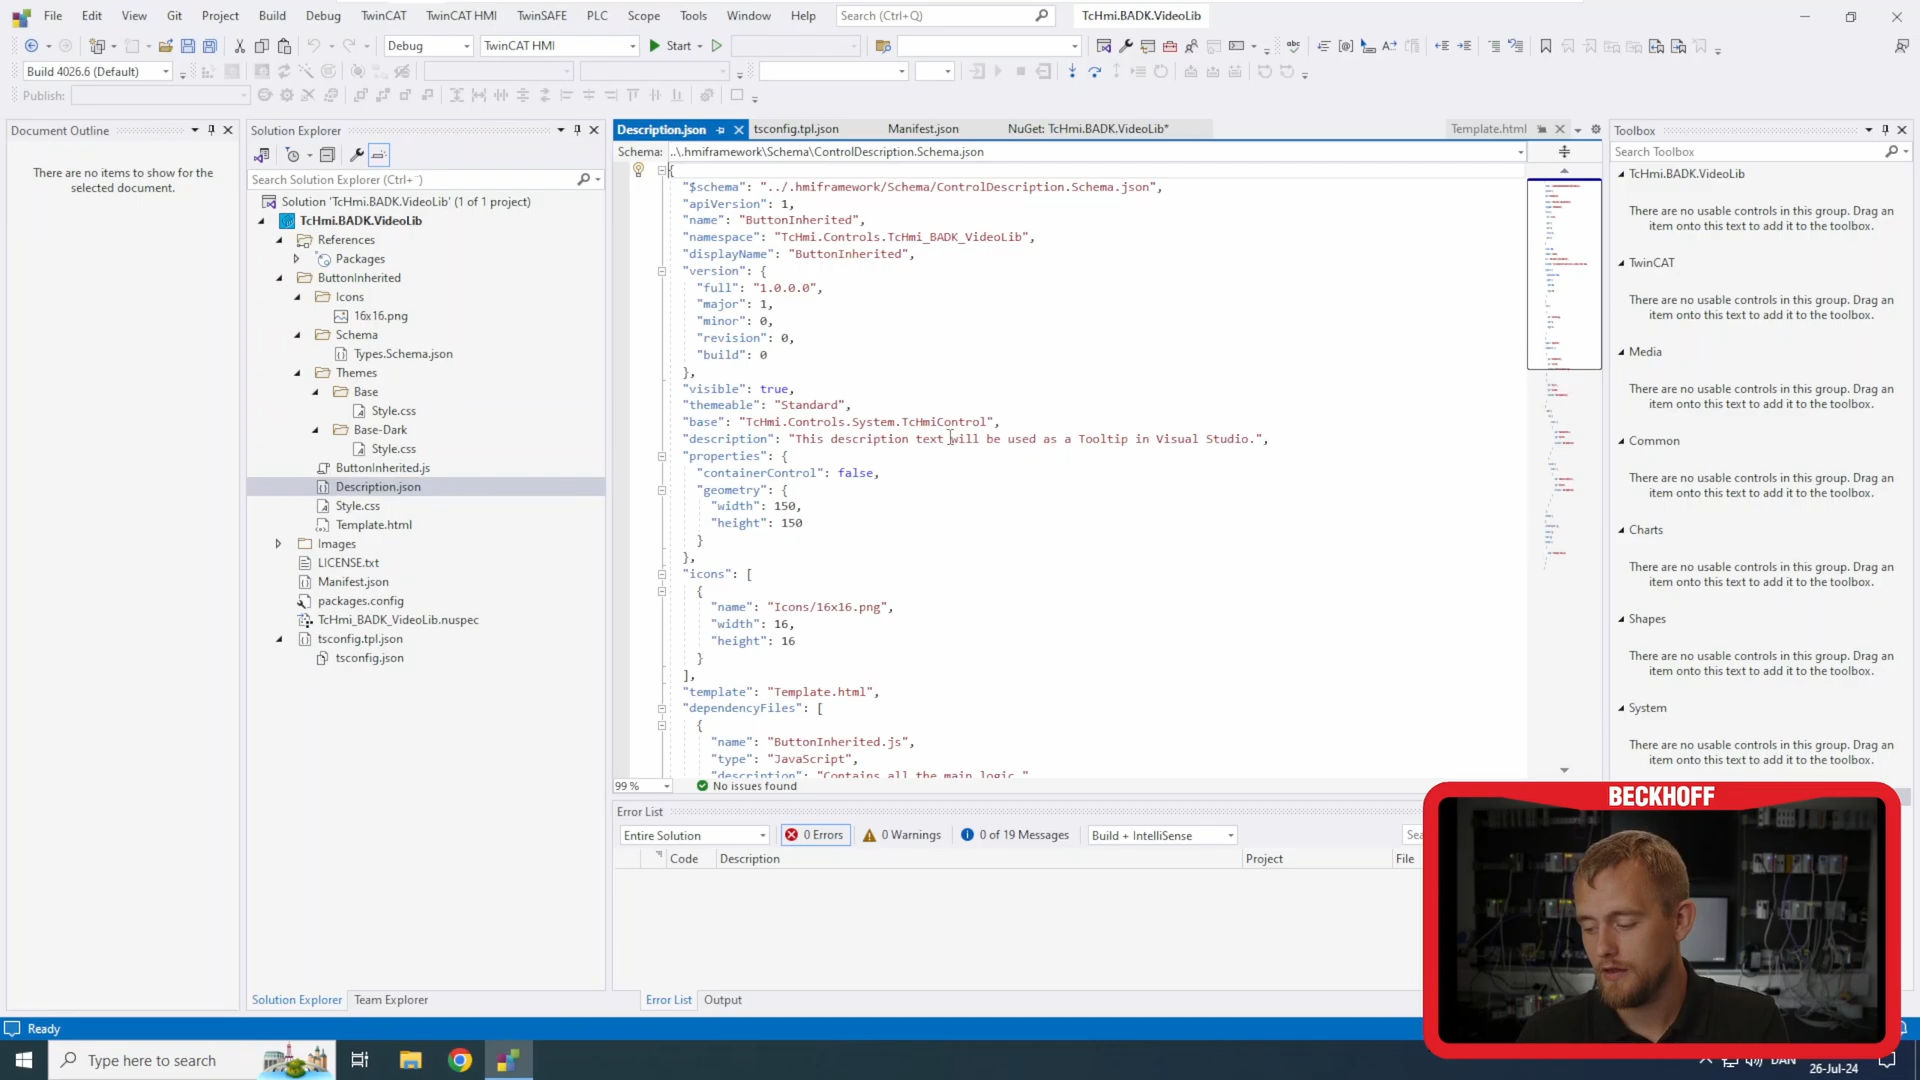 File Edit View Git Project Build Debug TwinCAT TwinCAT HMI TwinSAFE PLC Scope Tools Window Help Search (Ctrl+Q) TcHmi.BADK.VideoLib
Debug TwinCAT HMI Start
Build 4026.6 (Default)
Publish:
Document Outline
There are no items to show for the
selected document.
Solution Explorer
Search Solution Explorer (Ctrl+¨)
Solution 'TcHmi.BADK.VideoLib' (1 of 1 project)
TcHmi.BADK.VideoLib
References
Packages
ButtonInherited
Icons
16x16.png
Schema
Types.Schema.json
Themes
Base
Style.css
Base-Dark
Style.css
ButtonInherited.js
Description.json
Style.css
Template.html
Images
LICENSE.txt
Manifest.json
packages.config
TcHmi_BADK_VideoLib.nuspec
tsconfig.tpl.json
tsconfig.json
Solution Explorer Team Explorer
Description.json tsconfig.tpl.json Manifest.json NuGet: TcHmi.BADK.VideoLib* Template.html
Schema: ..\.hmiframework\Schema\ControlDescription.Schema.json
{
"$schema": "../.hmiframework/Schema/ControlDescription.Schema.json",
"apiVersion": 1,
"name": "ButtonInherited",
"namespace": "TcHmi.Controls.TcHmi_BADK_VideoLib",
"displayName": "ButtonInherited",
"version": {
"full": "1.0.0.0",
"major": 1,
"minor": 0,
"revision": 0,
"build": 0
},
"visible": true,
"themeable": "Standard",
"base": "TcHmi.Controls.System.TcHmiControl",
"description": "This description text will be used as a Tooltip in Visual Studio.",
"properties": {
"containerControl": false,
"geometry": {
"width": 150,
"height": 150
}
},
"icons": [
{
"name": "Icons/16x16.png",
"width": 16,
"height": 16
}
],
"template": "Template.html",
"dependencyFiles": [
{
"name": "ButtonInherited.js",
"type": "JavaScript",
"description": "Contains all the main logic."
99 % No issues found
Error List
Entire Solution 0 Errors 0 Warnings 0 of 19 Messages Build + IntelliSense Sea
Code Description Project File
Error List Output
Toolbox
Search Toolbox
TcHmi.BADK.VideoLib
There are no usable controls in this group. Drag an
item onto this text to add it to the toolbox.
TwinCAT
There are no usable controls in this group. Drag an
item onto this text to add it to the toolbox.
Media
There are no usable controls in this group. Drag an
item onto this text to add it to the toolbox.
Common
There are no usable controls in this group. Drag an
item onto this text to add it to the toolbox.
Charts
There are no usable controls in this group. Drag an
item onto this text to add it to the toolbox.
Shapes
There are no usable controls in this group. Drag an
item onto this text to add it to the toolbox.
System
There are no usable controls in this group. Drag an
item onto this text to add it to the toolbox.
BECKHOFF
Ready
Type here to search
DAN
26-Jul-24